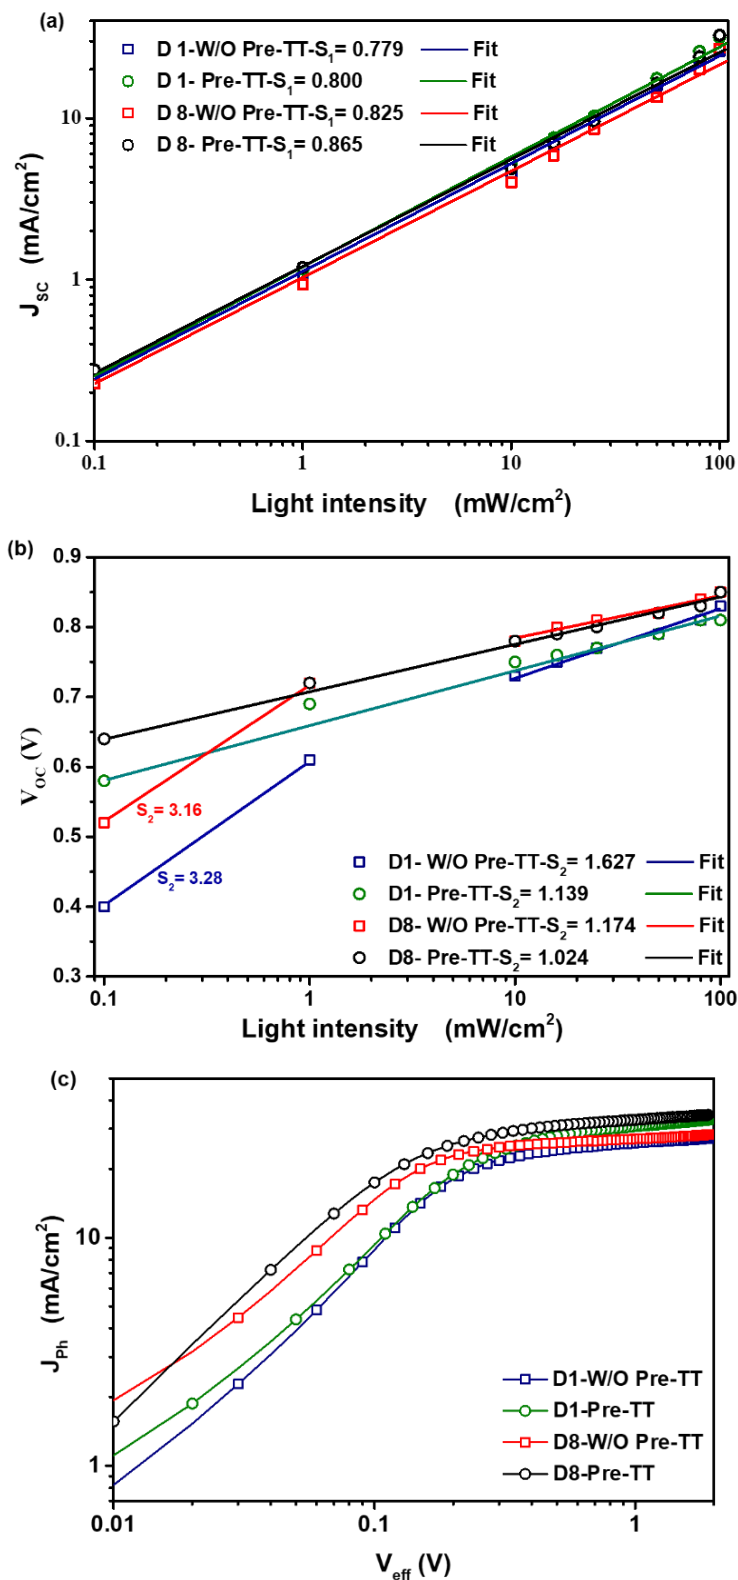 (a)
D 1-W/O Pre-TT-S1= 0.779 Fit
D 1- Pre-TT-S1= 0.800 Fit
D 8-W/O Pre-TT-S1= 0.825 Fit
D 8- Pre-TT-S1= 0.865 Fit
10
1
0.1
JSC (mA/cm2)
0.1 1 10 100
Light intensity (mW/cm2)
(b)
0.9
0.8
0.7
0.6
0.5
0.4
0.3
VOC (V)
S2= 3.16
S2= 3.28
D1- W/O Pre-TT-S2= 1.627 Fit
D1- Pre-TT-S2= 1.139 Fit
D8- W/O Pre-TT-S2= 1.174 Fit
D8- Pre-TT-S2= 1.024 Fit
0.1 1 10 100
Light intensity (mW/cm2)
(c)
10
1
JPh (mA/cm2)
D1-W/O Pre-TT
D1-Pre-TT
D8-W/O Pre-TT
D8-Pre-TT
0.01 0.1 1
Veff (V)